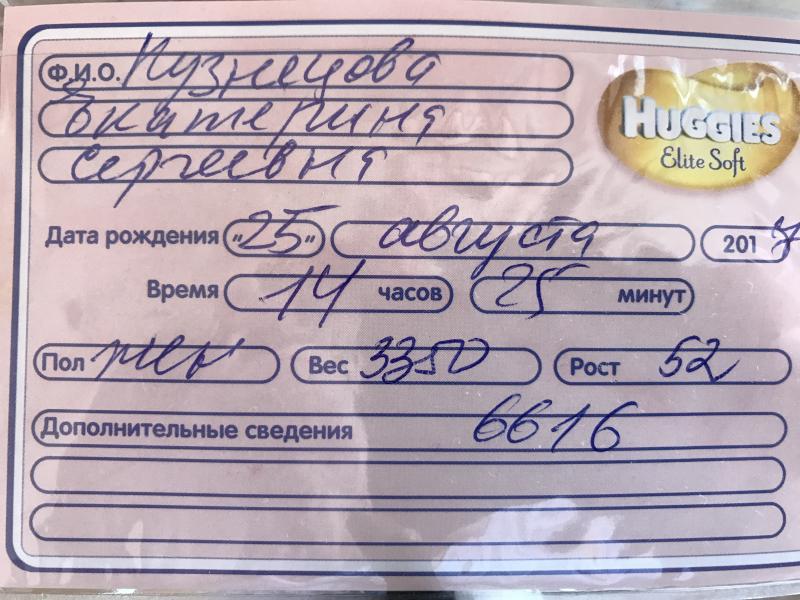 Ф.И.О. Кузнецова
Екатерина
Сергеевна
HUGGIES
Elite Soft
Дата рождения "25" августа 2017
Время 14 часов 25 минут
Пол жен Вес 3350 Рост 52
Дополнительные сведения 6616